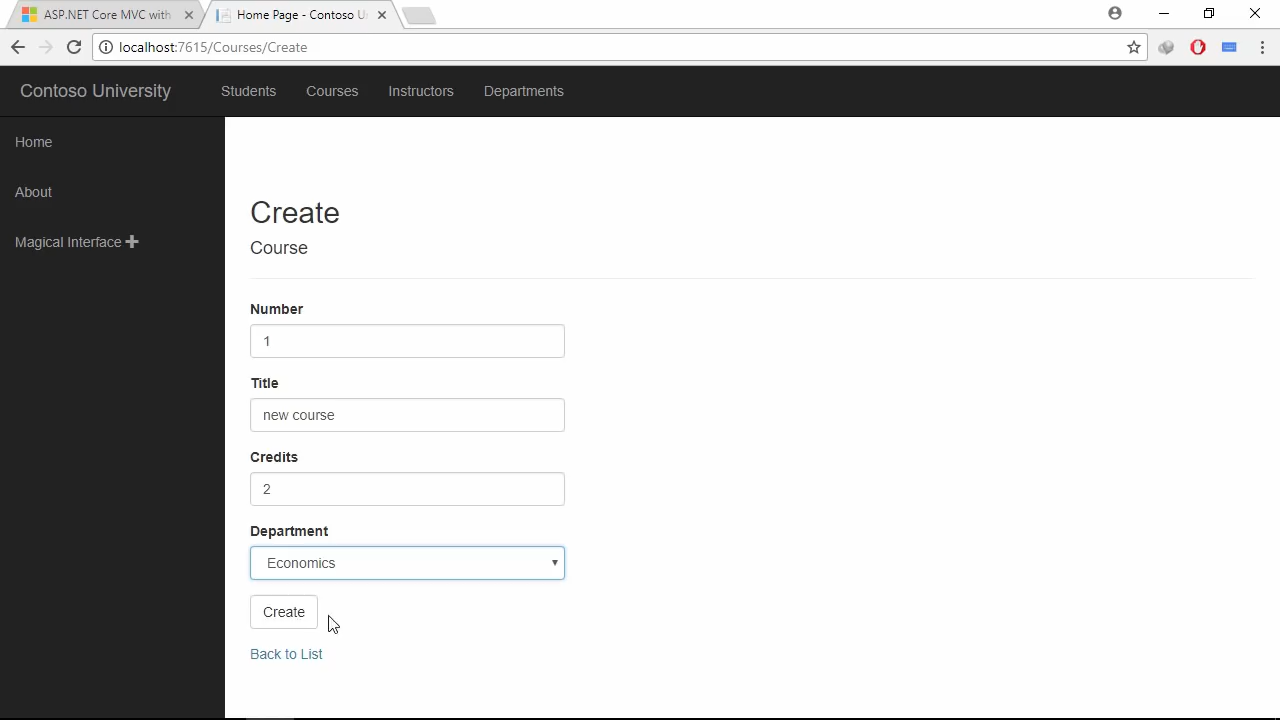 ASP.NET Core MVC with
Home Page - Contoso U
localhost:7615/Courses/Create
Contoso University
Students
Courses
Instructors
Departments
Home
About
Magical Interface
Create
Course
Number
1
Title
new course
Credits
2
Department
Economics
Create
Back to List